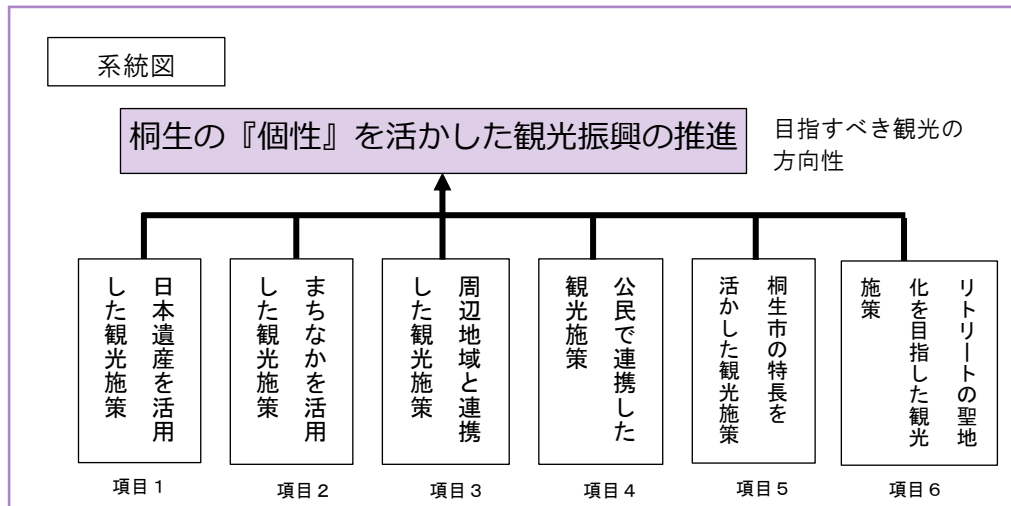 系統図
桐生の『個性』を活かした観光振興の推進
目指すべき観光の
方向性
日本遺産を活用
した観光施策
まちなかを活用
した観光施策
周辺地域と連携
した観光施策
公民で連携した
観光施策
桐生市の特長を
活かした観光施策
リトリートの聖地
化を目指した観光
施策
項目1
項目2
項目3
項目4
項目5
項目6